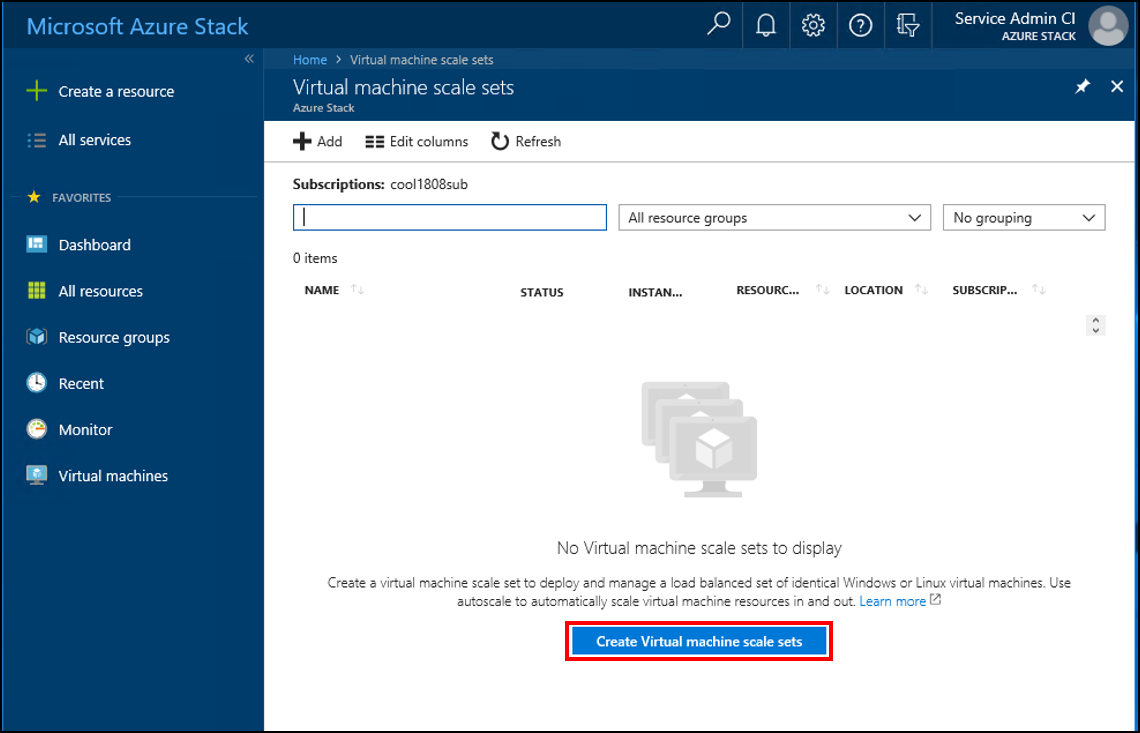 Microsoft Azure Stack
Service Admin CI
AZURE STACK
Create a resource
All services
FAVORITES
Dashboard
All resources
Resource groups
Recent
Monitor
Virtual machines
Home > Virtual machine scale sets
Virtual machine scale sets
Azure Stack
Add Edit columns Refresh
Subscriptions: cool1808sub
All resource groups No grouping
0 items
NAME STATUS INSTAN... RESOURC... LOCATION SUBSCRIP...
No Virtual machine scale sets to display
Create a virtual machine scale set to deploy and manage a load balanced set of identical Windows or Linux virtual machines. Use
autoscale to automatically scale virtual machine resources in and out. Learn more
Create Virtual machine scale sets